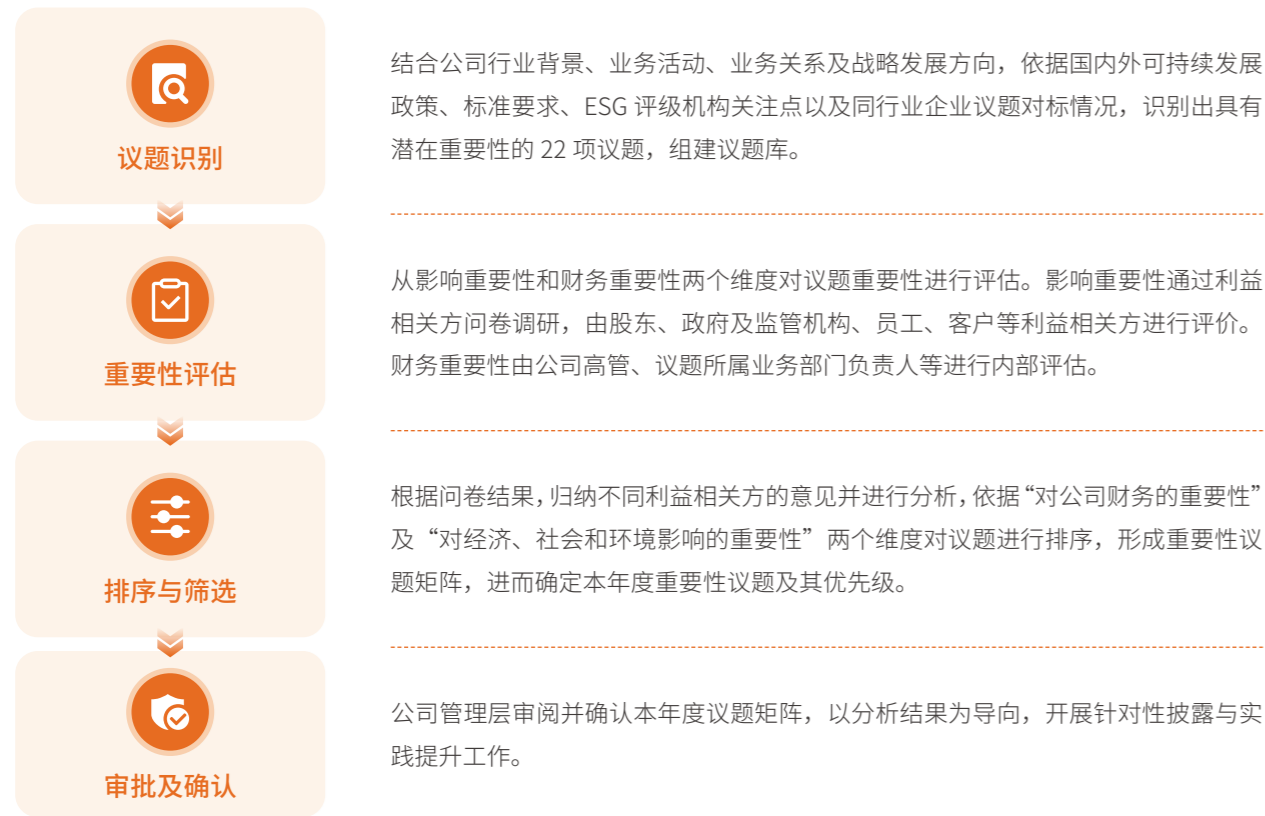 议题识别
结合公司行业背景、业务活动、业务关系及战略发展方向，依据国内外可持续发展
政策、标准要求、ESG 评级机构关注点以及同行业企业议题对标情况，识别出具有
潜在重要性的 22 项议题，组建议题库。
重要性评估
从影响重要性和财务重要性两个维度对议题重要性进行评估。影响重要性通过利益
相关方问卷调研，由股东、政府及监管机构、员工、客户等利益相关方进行评价。
财务重要性由公司高管、议题所属业务部门负责人等进行内部评估。
排序与筛选
根据问卷结果，归纳不同利益相关方的意见并进行分析，依据“对公司财务的重要性”
及“对经济、社会和环境影响的重要性”两个维度对议题进行排序，形成重要性议
题矩阵，进而确定本年度重要性议题及其优先级。
审批及确认
公司管理层审阅并确认本年度议题矩阵，以分析结果为导向，开展针对性披露与实
践提升工作。